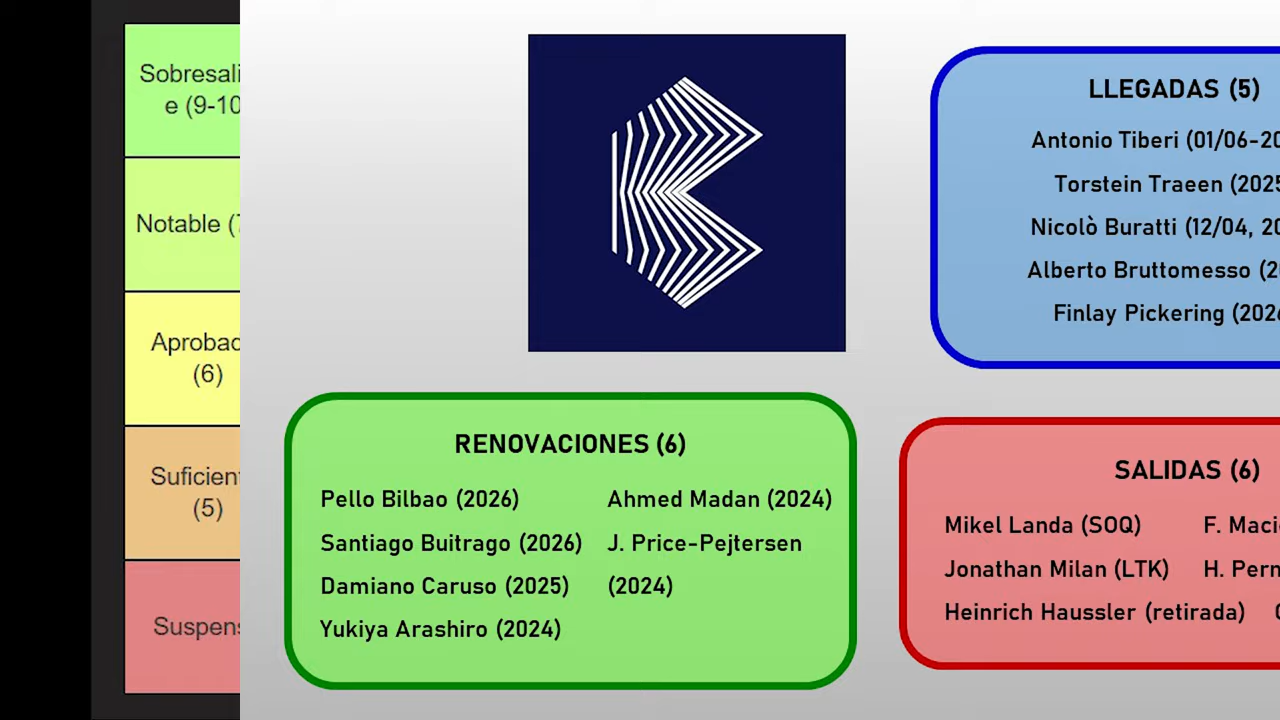 Sobresali
e (9-10
Notable (7
Aprobad
(6)
Suficient
(5)
Suspens
LLEGADAS (5)
Antonio Tiberi (01/06-20
Torstein Traeen (2025
Nicolò Buratti (12/04, 20
Alberto Bruttomesso (2
Finlay Pickering (2026
RENOVACIONES (6)
Pello Bilbao (2026)
Santiago Buitrago (2026)
Damiano Caruso (2025)
Yukiya Arashiro (2024)
Ahmed Madan (2024)
J. Price-Pejtersen
(2024)
SALIDAS (6)
Mikel Landa (SOQ)
Jonathan Milan (LTK)
Heinrich Haussler (retirada)
F. Maci
H. Pern